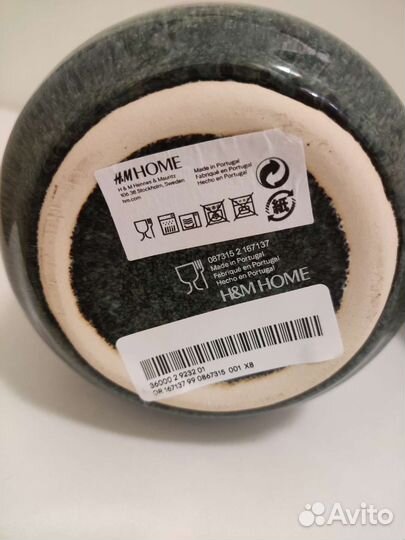 H&M HOME
H & M Hennes & Mauritz
106 38 Stockholm, Sweden
hm.com
Made in Portugal
Fabriqué en Portugal
Hecho en Portugal
紙
087315 2 167137
Made in Portugal
Fabriqué en Portugal
Hecho en Portugal
H&M HOME
36000 2 9232 01
OR 167137 99 0867315 001 XB
Avito